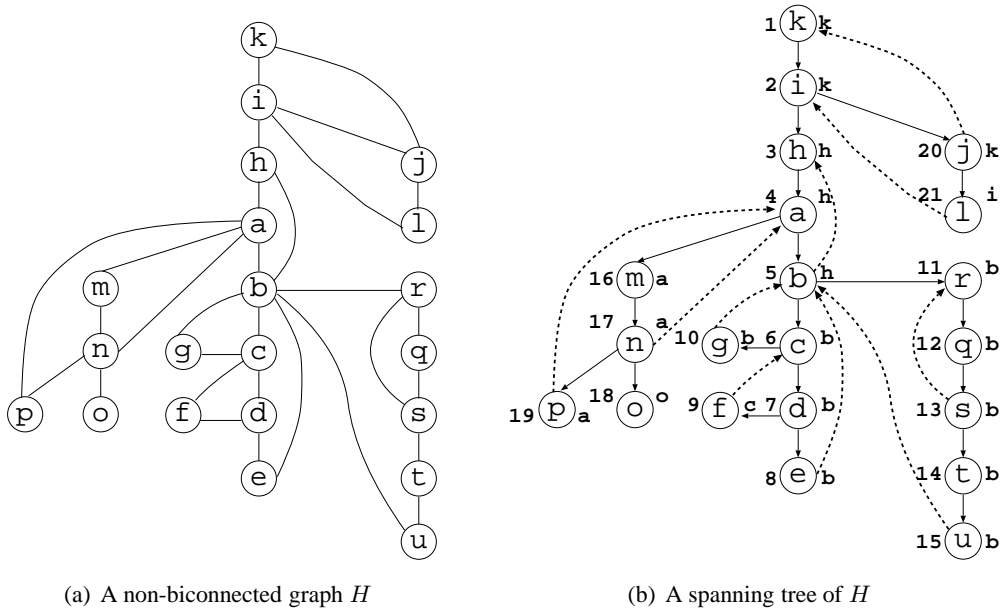 k
i
h
j
a
l
m
b
r
n
g
c
q
p
o
f
d
s
e
t
u
(a) A non-biconnected graph H
1 k k
2 i k
3 h h
20 j k
4 a h
21 l i
16 m a
5 b h
11 r b
17 n a
10 g b
6 c b
12 q b
19 p a
18 o o
9 f c
7 d b
13 s b
8 e b
14 t b
15 u b
(b) A spanning tree of H